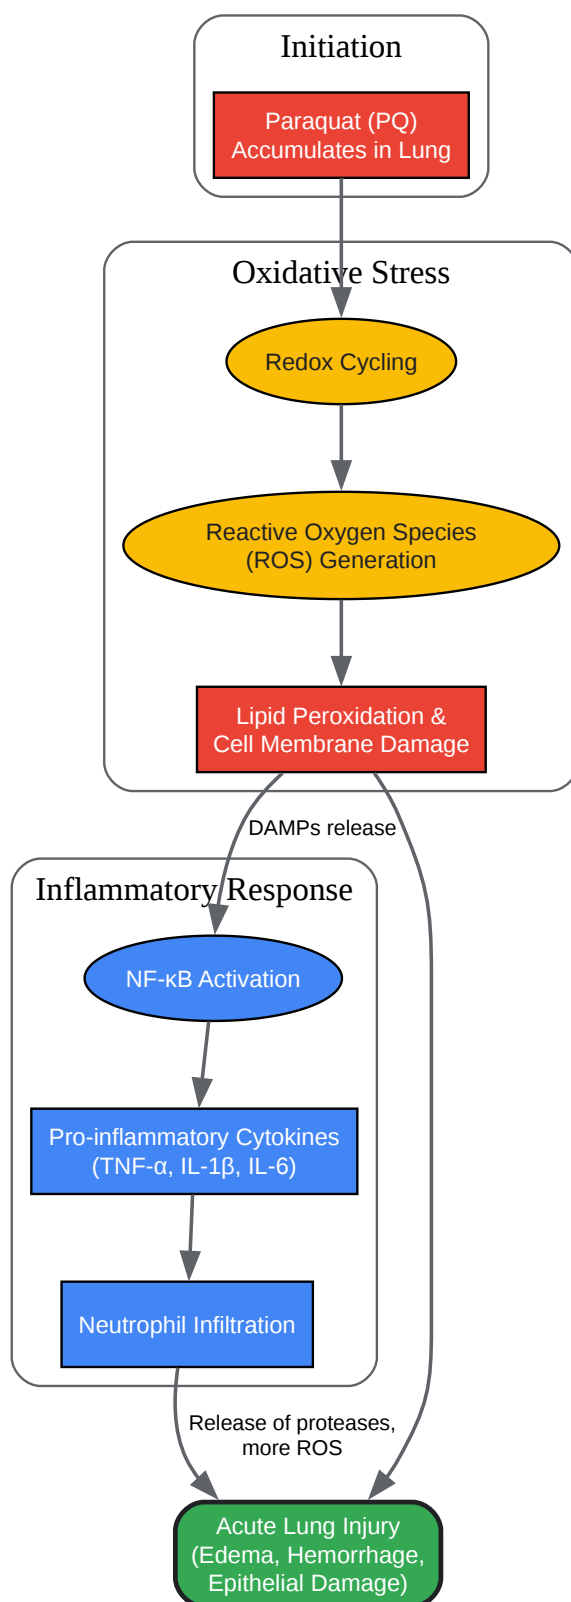 Initiation
Paraquat (PQ)
Accumulates in Lung
Oxidative Stress
Redox Cycling
Reactive Oxygen Species
(ROS) Generation
Lipid Peroxidation &
Cell Membrane Damage
DAMPs release
Inflammatory Response
NF-κB Activation
Pro-inflammatory Cytokines
(TNF-α, IL-1β, IL-6)
Neutrophil Infiltration
Release of proteases,
more ROS
Acute Lung Injury
(Edema, Hemorrhage,
Epithelial Damage)